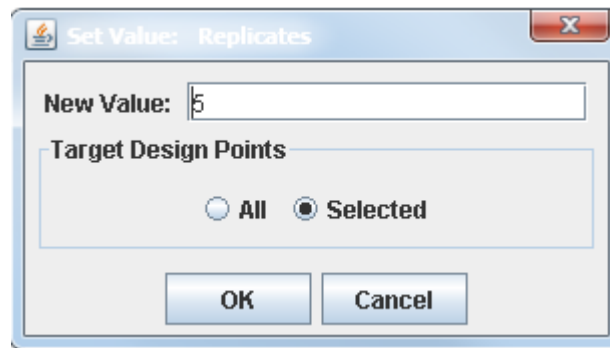 Set Value: Replicates
New Value: 5
Target Design Points
All Selected
OK Cancel